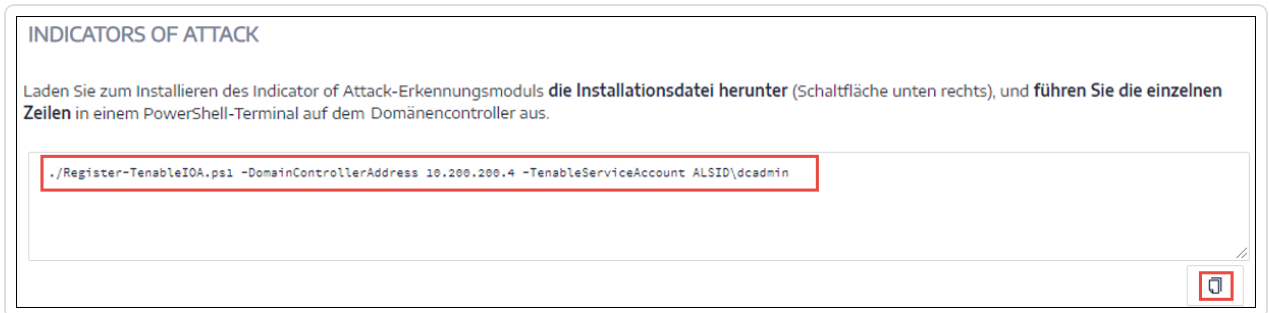 INDICATORS OF ATTACK
Laden Sie zum Installieren des Indicator of Attack-Erkennungsmoduls die Installationsdatei herunter (Schaltfläche unten rechts), und führen Sie die einzelnen
Zeilen in einem PowerShell-Terminal auf dem Domänencontroller aus.
./Register-TenableIOA.ps1 -DomainControllerAddress 10.200.200.4 -TenableServiceAccount ALSID\dcadmin